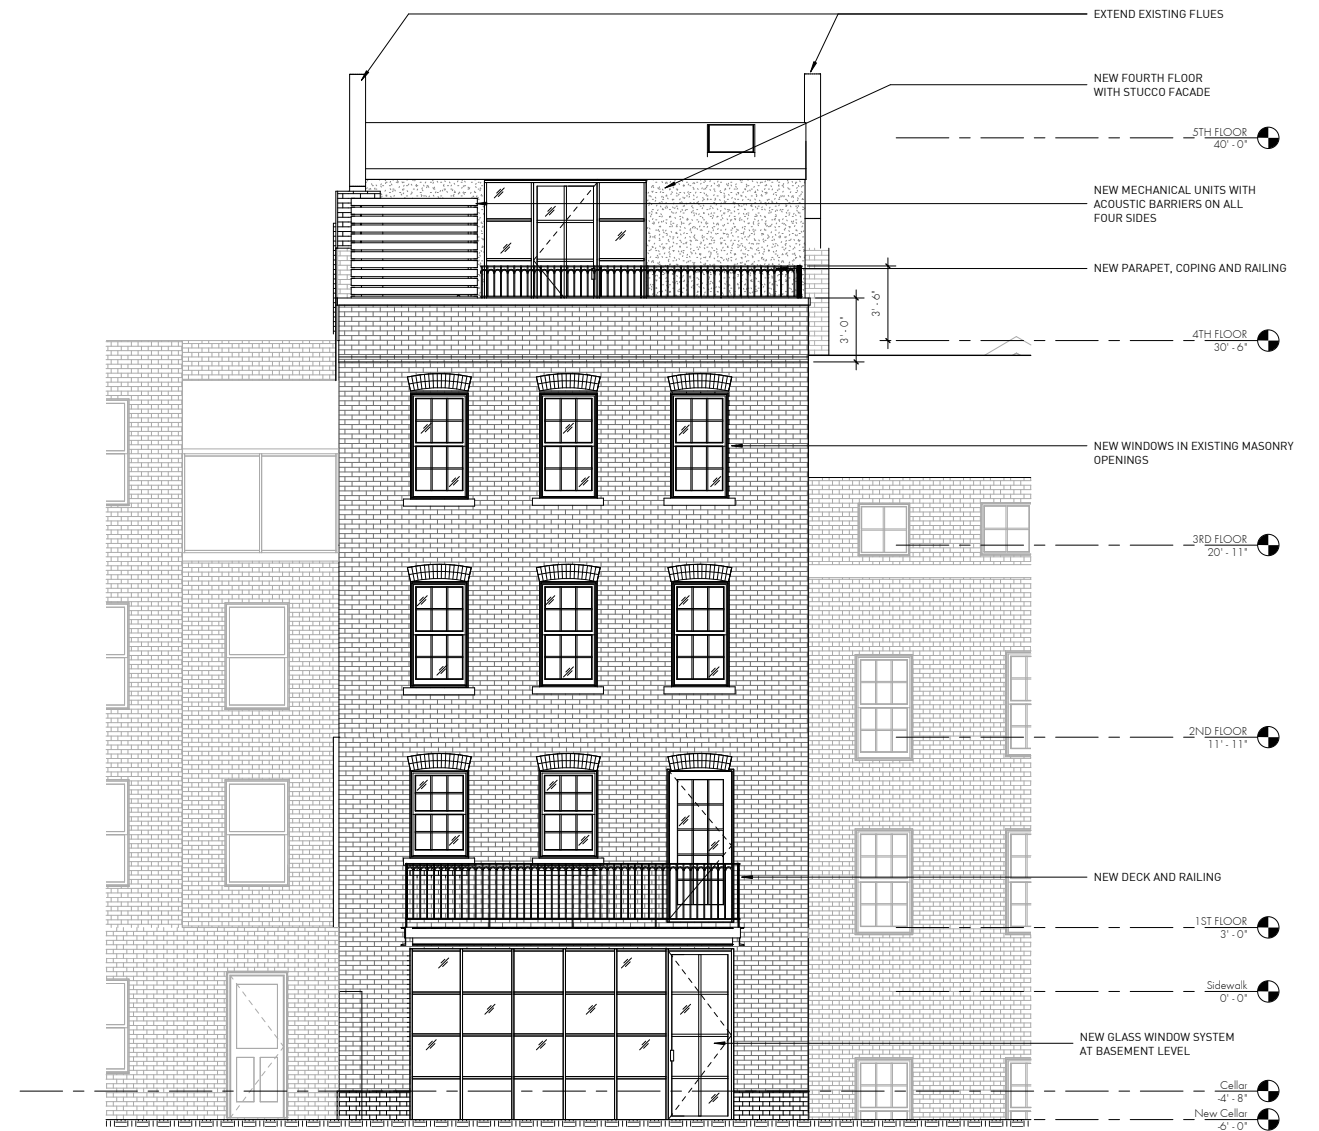 EXTEND EXISTING FLUES
NEW FOURTH FLOOR
WITH STUCCO FACADE
5TH FLOOR
40' - 0"
NEW MECHANICAL UNITS WITH
ACOUSTIC BARRIERS ON ALL
FOUR SIDES
NEW PARAPET, COPING AND RAILING
3' - 6"
3' - 0"
4TH FLOOR
30' - 6"
NEW WINDOWS IN EXISTING MASONRY
OPENINGS
3RD FLOOR
20' - 11"
2ND FLOOR
11' - 11"
NEW DECK AND RAILING
1ST FLOOR
3' - 0"
Sidewalk
0' - 0"
NEW GLASS WINDOW SYSTEM
AT BASEMENT LEVEL
Cellar
-4' - 8"
New Cellar
-6' - 0"